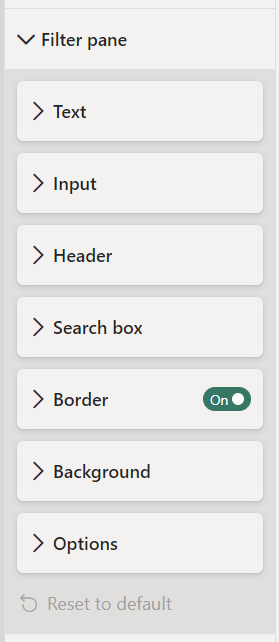 Filter pane
Text
Input
Header
Search box
Border On
Background
Options
Reset to default